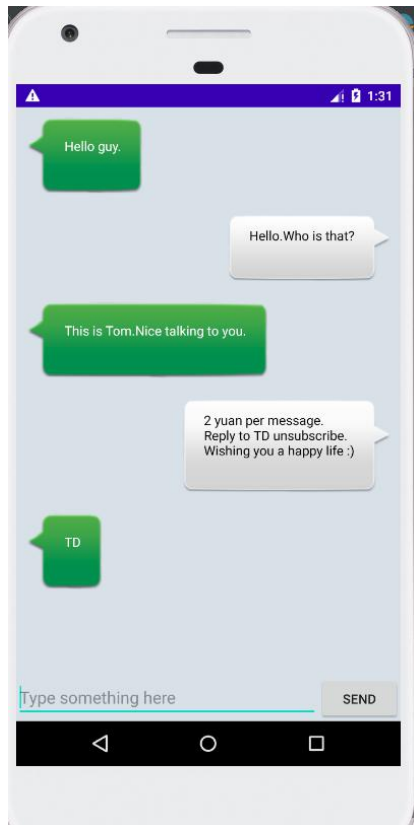 1:31
Hello guy.
Hello.Who is that?
This is Tom.Nice talking to you.
2 yuan per message.
Reply to TD unsubscribe.
Wishing you a happy life :)
TD
Type something here
SEND